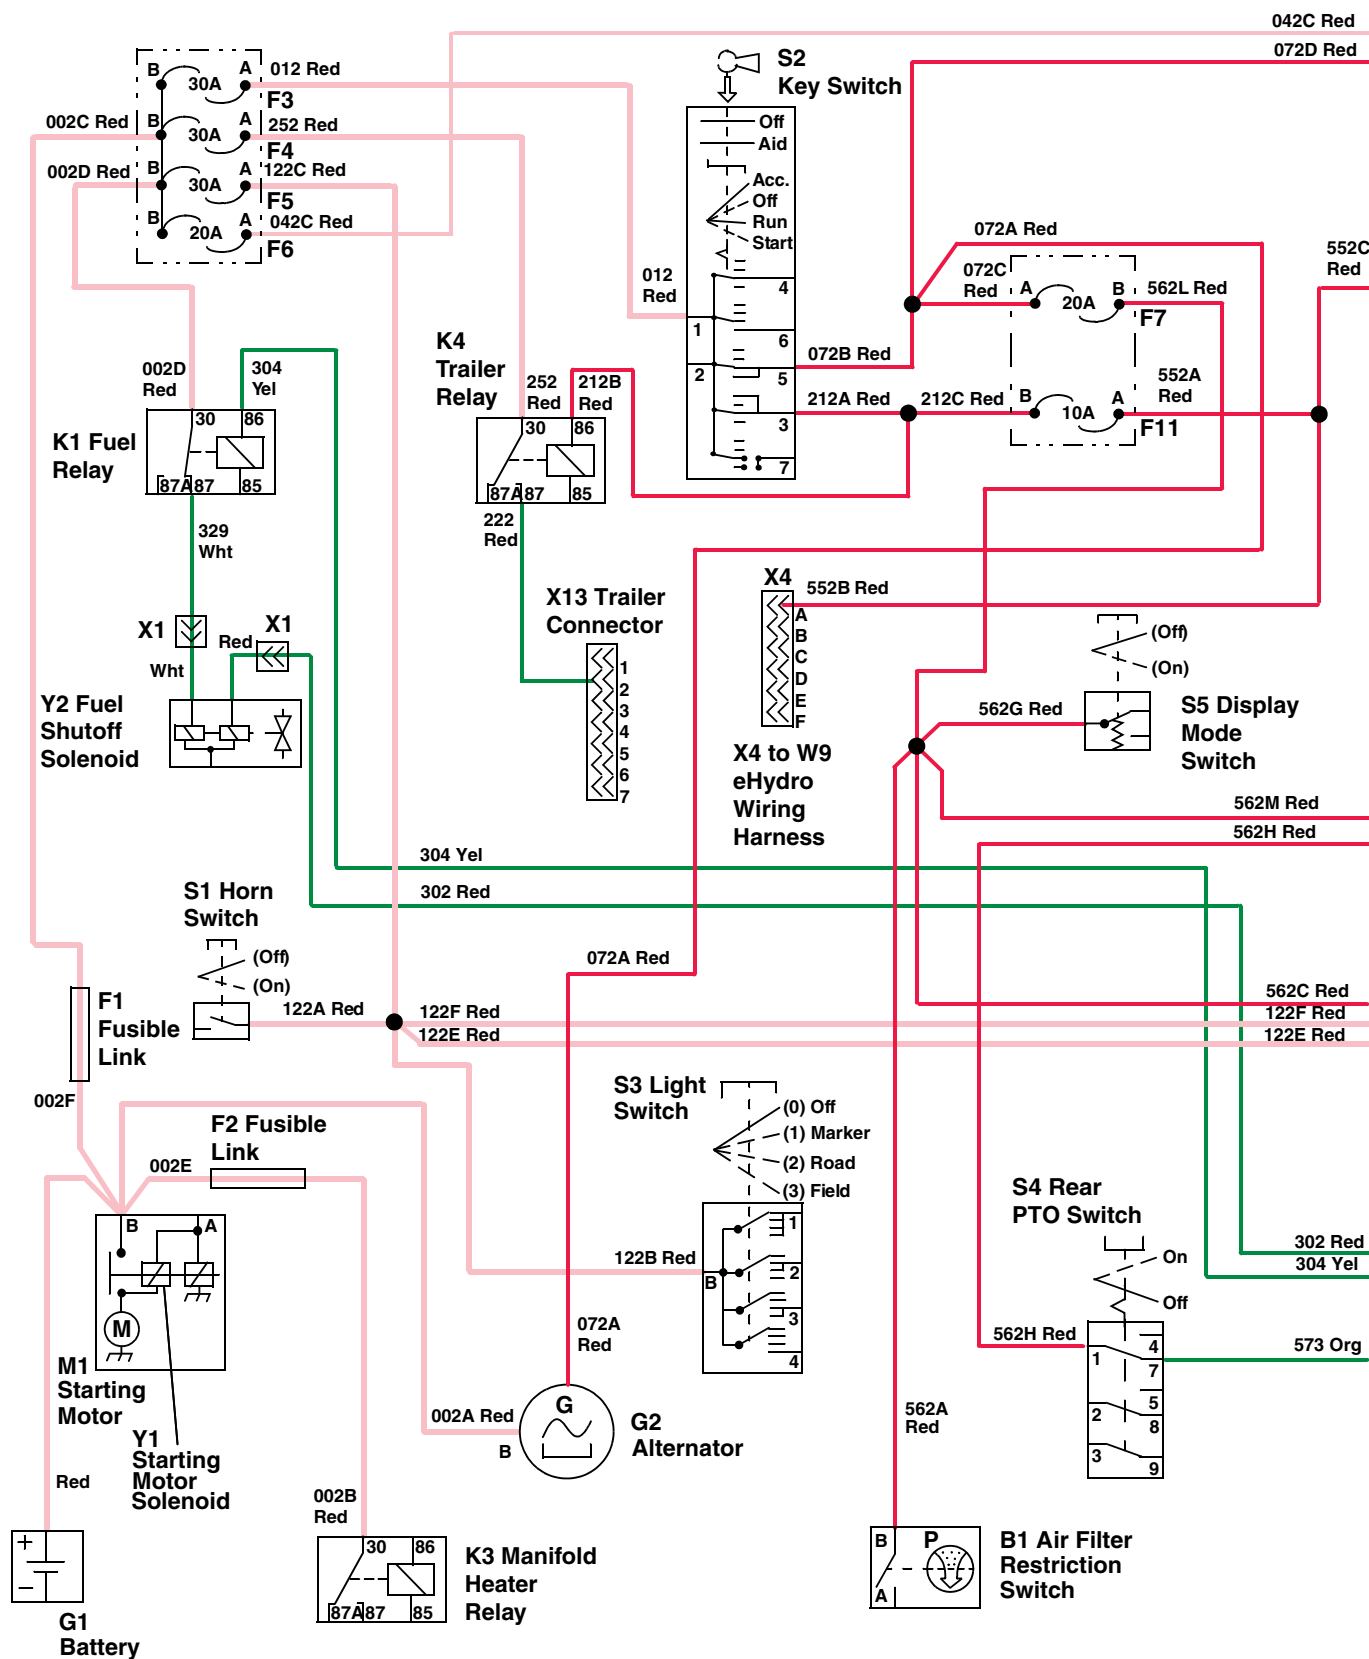 042C Red
072D Red
S2
Key Switch
B
30A
A
012 Red
F3
002C Red
B
30A
A
252 Red
F4
002D Red
B
30A
A
122C Red
F5
B
20A
A
042C Red
F6
Off
Aid
Acc.
Off
Run
Start
012
Red
1
2
4
6
5
3
7
072A Red
552C
Red
072C
Red
A
20A
B
562L Red
F7
072B Red
212A Red
212C Red
B
10A
A
552A
Red
F11
K4
Trailer
Relay
252
Red
212B
Red
30
86
87A
87
85
222
Red
002D
Red
304
Yel
K1 Fuel
Relay
30
86
87A
87
85
329
Wht
X1
X1
Red
Wht
Y2 Fuel
Shutoff
Solenoid
X13 Trailer
Connector
1
2
3
4
5
6
7
X4
552B Red
A
B
C
D
E
F
X4 to W9
eHydro
Wiring
Harness
(Off)
(On)
562G Red
S5 Display
Mode
Switch
562M Red
562H Red
304 Yel
302 Red
S1 Horn
Switch
(Off)
(On)
122A Red
122F Red
122E Red
072A Red
562C Red
122F Red
122E Red
F1
Fusible
Link
002F
F2 Fusible
Link
002E
S3 Light
Switch
(0) Off
(1) Marker
(2) Road
(3) Field
122B Red
B
1
2
3
4
S4 Rear
PTO Switch
On
Off
302 Red
304 Yel
562H Red
573 Org
1
4
7
2
5
8
3
9
B
A
M
M1
Starting
Motor
Y1
Starting
Motor
Solenoid
Red
G1
Battery
+
−
072A
Red
002A Red
B
G
G2
Alternator
562A
Red
002B
Red
30
86
87A
87
85
K3 Manifold
Heater
Relay
B
P
A
B1 Air Filter
Restriction
Switch